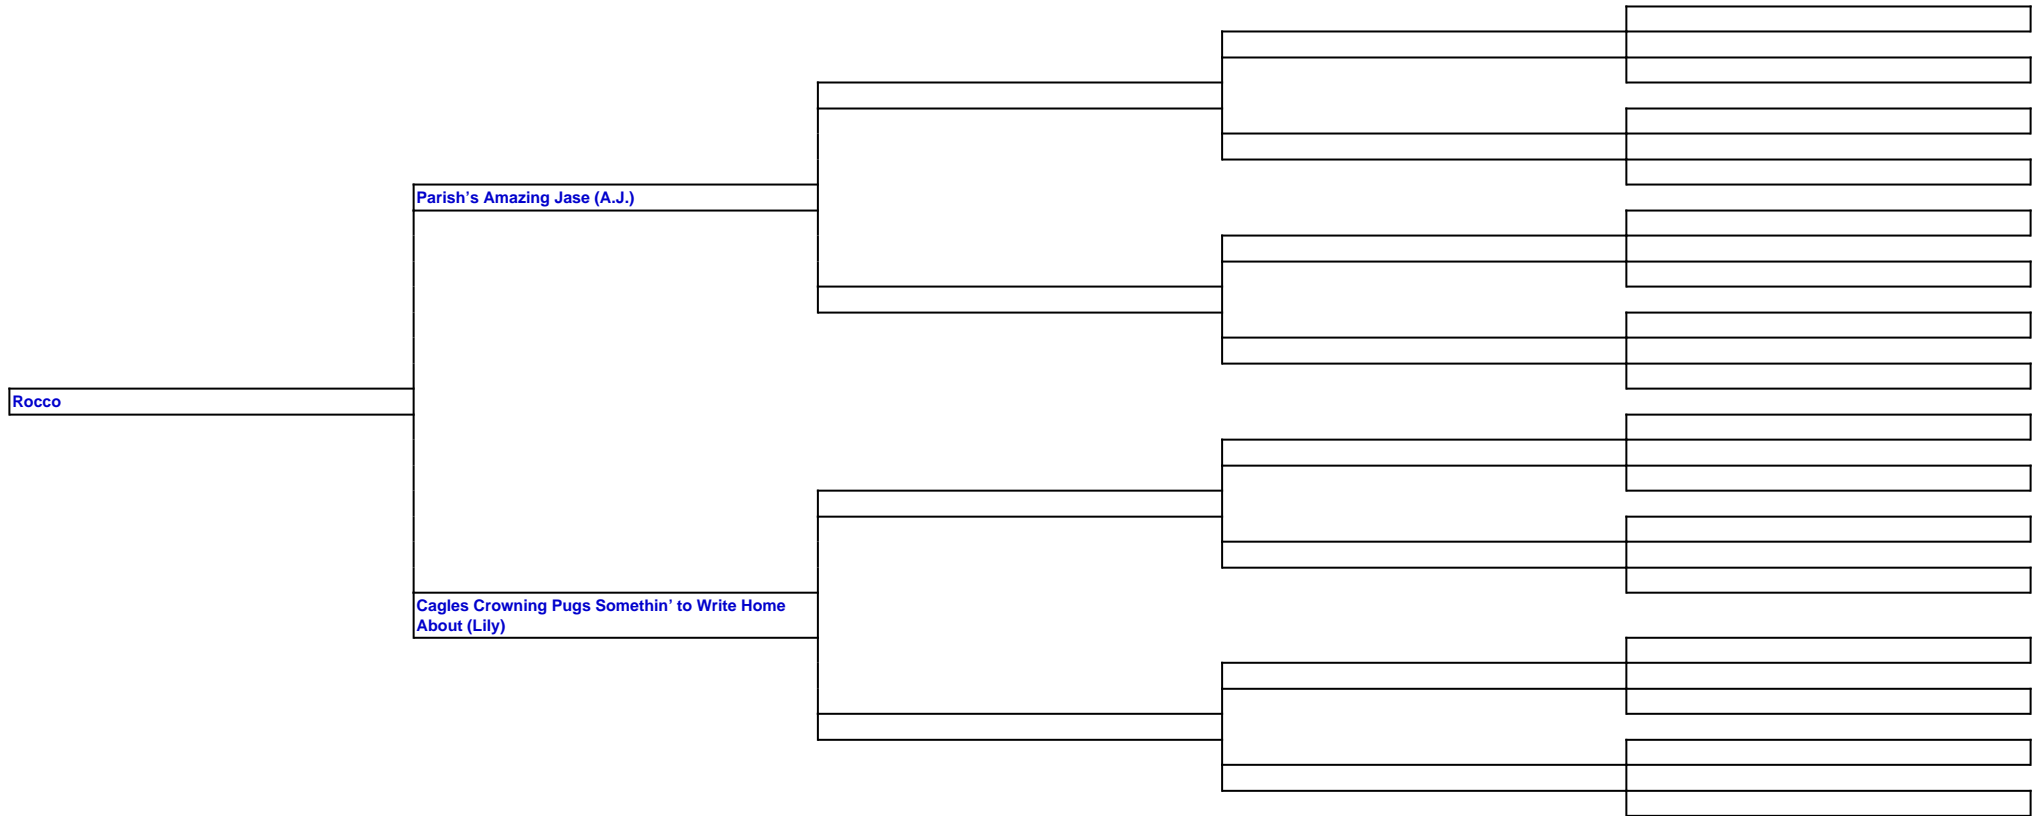 Parish’s Amazing Jase (A.J.)
Rocco
Cagles Crowning Pugs Somethin’ to Write Home
About (Lily)